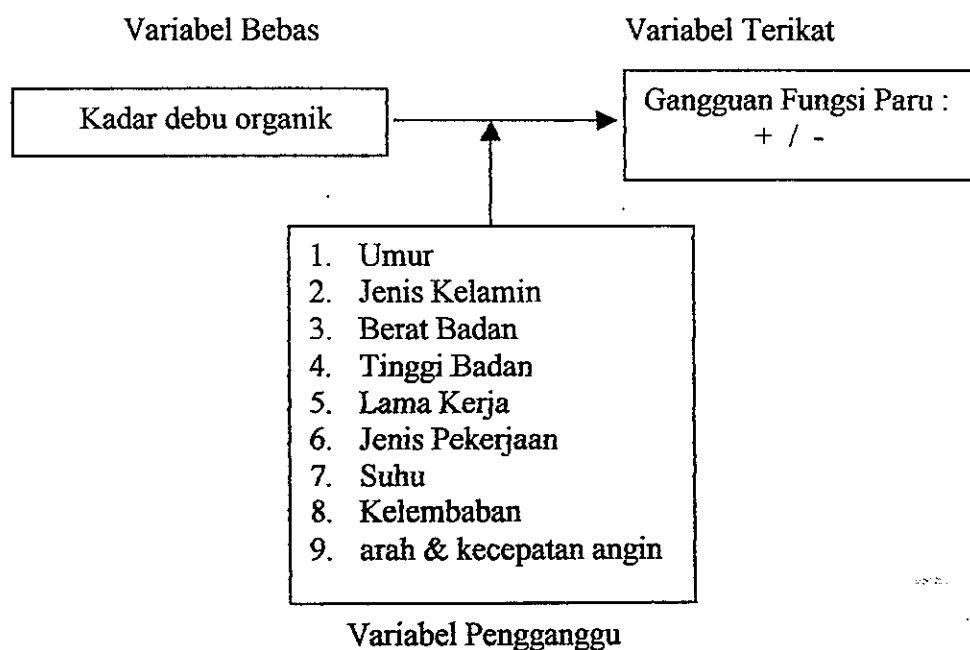 Variabel Bebas
Variabel Terikat
Kadar debu organik
Gangguan Fungsi Paru :
+ / -
1. Umur
2. Jenis Kelamin
3. Berat Badan
4. Tinggi Badan
5. Lama Kerja
6. Jenis Pekerjaan
7. Suhu
8. Kelembaban
9. arah & kecepatan angin
Variabel Pengganggu